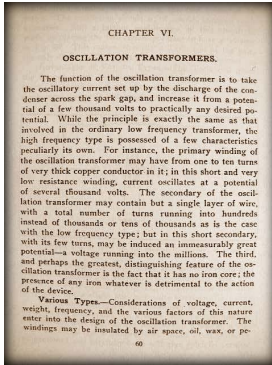 CHAPTER VI.
OSCILLATION TRANSFORMERS.
The function of the oscillation transformer is to take
the oscillatory current set up by the discharge of the con-
denser across the spark gap, and increase it from a poten-
tial of a few thousand volts to practically any desired po-
tential. While the principle is exactly the same as that
involved in the ordinary low frequency transformer, the
high frequency type is possessed of a few characteristics
peculiarly its own. For instance, the primary winding of
the oscillation transformer may have from one to ten turns
of very thick copper conductor in it; in this short and very
low resistance winding, current oscillates at a potential
of several thousand volts. The secondary of the oscil-
lation transformer may contain but a single layer of wire,
with a total number of turns running into hundreds
instead of thousands or tens of thousands as is the case
with the low frequency type; but in this short secondary,
with its few turns, may be induced an immeasurably great
potential—a voltage running into the millions. The third,
and perhaps the greatest, distinguishing feature of the os-
cillation transformer is the fact that it has no iron core; the
presence of any iron whatever is detrimental to the action
of the device.
Various Types.—Considerations of voltage, current,
weight, frequency, and the various factors of this nature
enter into the design of the oscillation transformer. The
windings may be insulated by air space, oil, wax, or pe-
60